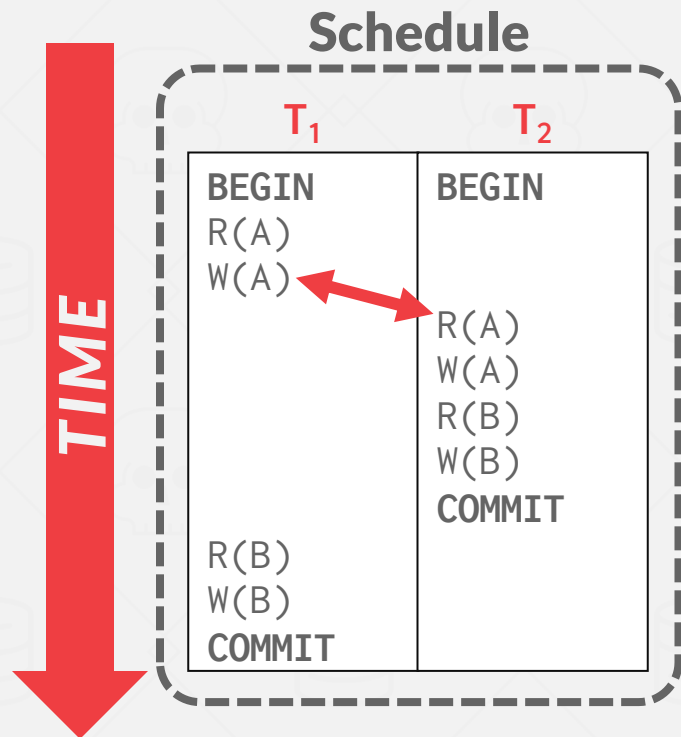 Schedule
TIME
T₁ T₂
BEGIN BEGIN
R(A)
W(A)
R(A)
W(A)
R(B)
W(B)
COMMIT
R(B)
W(B)
COMMIT